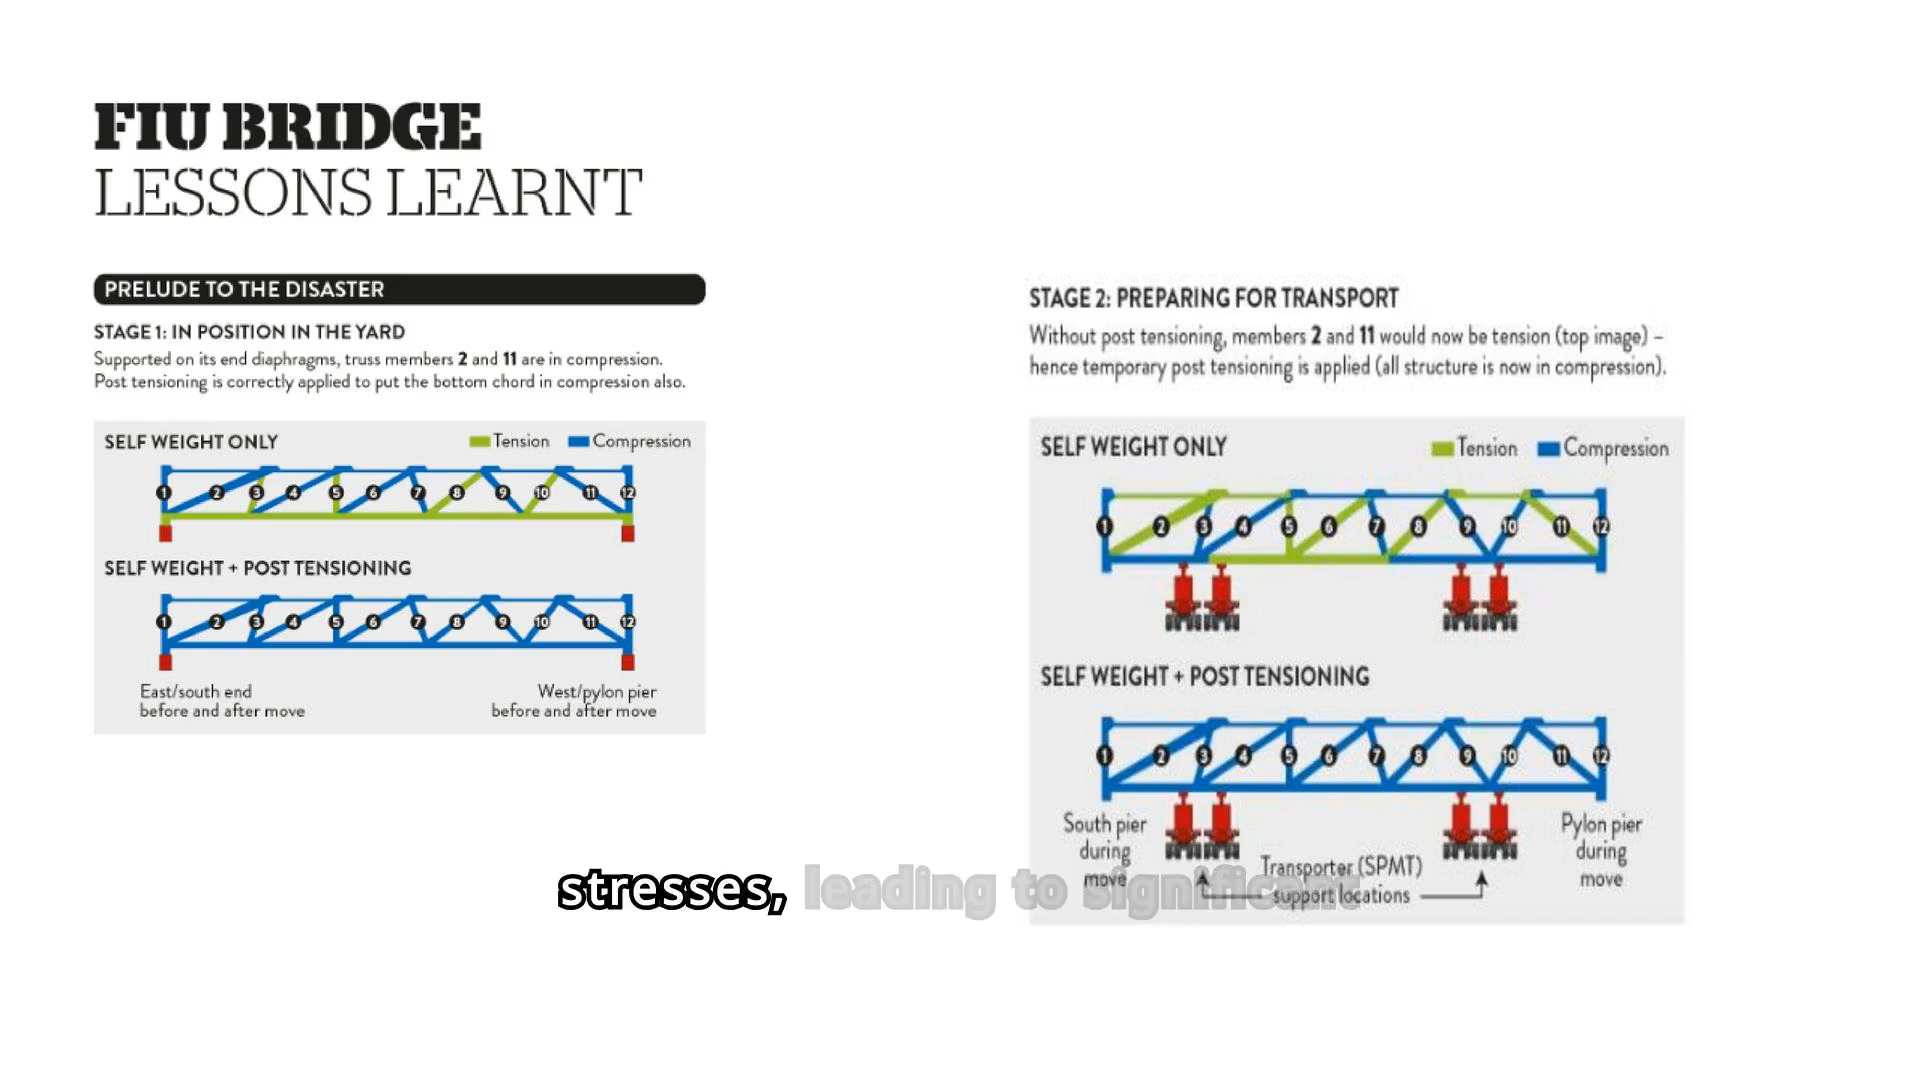 FIU BRIDGE
LESSONS LEARNT
PRELUDE TO THE DISASTER
STAGE 1: IN POSITION IN THE YARD
Supported on its end diaphragms, truss members 2 and 11 are in compression.
Post tensioning is correctly applied to put the bottom chord in compression also.
SELF WEIGHT ONLY
Tension Compression
1 2 3 4 5 6 7 8 9 10 11 12
SELF WEIGHT + POST TENSIONING
1 2 3 4 5 6 7 8 9 10 11 12
East/south end
before and after move
West/pylon pier
before and after move
STAGE 2: PREPARING FOR TRANSPORT
Without post tensioning, members 2 and 11 would now be tension (top image) –
hence temporary post tensioning is applied (all structure is now in compression).
SELF WEIGHT ONLY
Tension Compression
1 2 3 4 5 6 7 8 9 10 11 12
SELF WEIGHT + POST TENSIONING
1 2 3 4 5 6 7 8 9 10 11 12
South pier
during
move
Transporter (SPMT)
support locations
Pylon pier
during
move
stresses, leading to significant